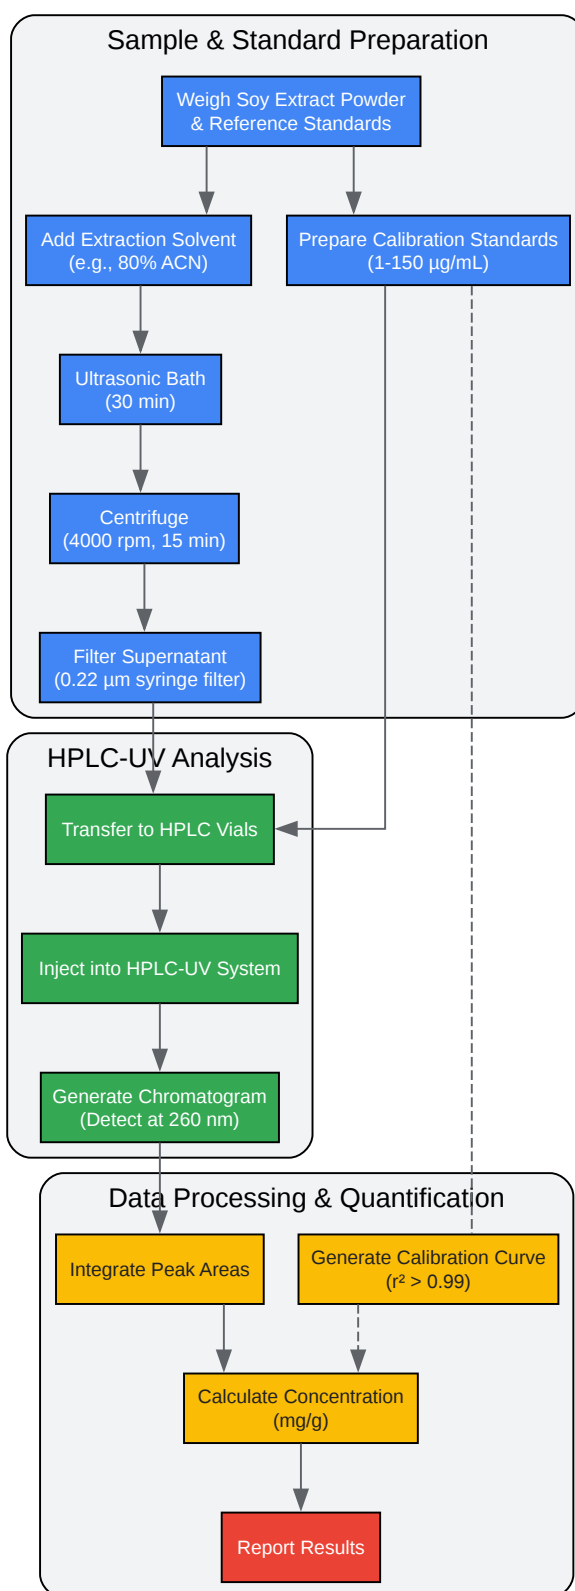 Sample & Standard Preparation
Weigh Soy Extract Powder
& Reference Standards
Add Extraction Solvent
(e.g., 80% ACN)
Prepare Calibration Standards
(1-150 µg/mL)
Ultrasonic Bath
(30 min)
Centrifuge
(4000 rpm, 15 min)
Filter Supernatant
(0.22 µm syringe filter)
HPLC-UV Analysis
Transfer to HPLC Vials
Inject into HPLC-UV System
Generate Chromatogram
(Detect at 260 nm)
Data Processing & Quantification
Integrate Peak Areas
Generate Calibration Curve
(r² > 0.99)
Calculate Concentration
(mg/g)
Report Results